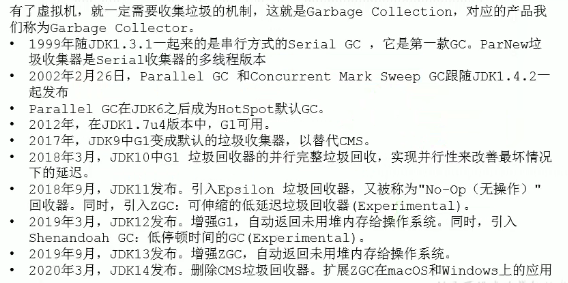 有了虚拟机，就一定需要收集垃圾的机制，这就是Garbage Collection，对应的产品我
们称为Garbage Collector。
• 1999年随JDK1.3.1一起来的是串行方式的Serial GC ，它是第一款GC。ParNew垃
圾收集器是Serial收集器的多线程版本
• 2002年2月26日，Parallel GC 和Concurrent Mark Sweep GC跟随JDK1.4.2一
起发布
• Parallel GC在JDK6之后成为HotSpot默认GC。
• 2012年，在JDK1.7u4版本中，G1可用。
• 2017年，JDK9中G1变成默认的垃圾收集器，以替代CMS。
• 2018年3月，JDK10中G1 垃圾回收器的并行完整垃圾回收，实现并行性来改善最坏情况
下的延迟。
• 2018年9月，JDK11发布。引入Epsilon 垃圾回收器，又被称为"No-Op（无操作）"
回收器。同时，引入ZGC：可伸缩的低延迟垃圾回收器(Experimental)。
• 2019年3月，JDK12发布。增强G1，自动返回未用堆内存给操作系统。同时，引入
Shenandoah GC：低停顿时间的GC(Experimental)。
• 2019年9月，JDK13发布。增强ZGC，自动返回未用堆内存给操作系统。
• 2020年3月，JDK14发布。删除CMS垃圾回收器。扩展ZGC在macOS和Windows上的应用